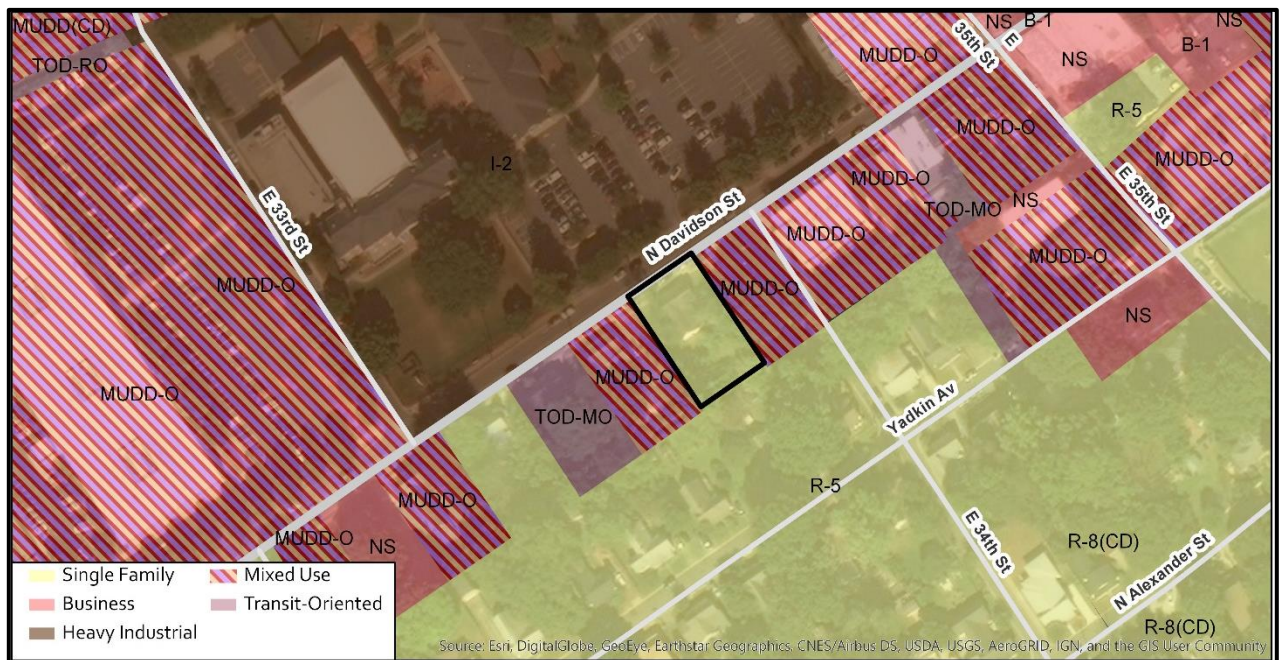 MUDD(CD)
TOD-RO
MUDD-O
35th St
E
NS
B-1
NS
B-1
R-5
MUDD-O
MUDD-O
I-2
E 33rd St
MUDD-O
N Davidson St
MUDD-O
MUDD-O
TOD-MO
NS
E 35th St
MUDD-O
MUDD-O
MUDD-O
NS
MUDD-O
MUDD-O
TOD-MO
Yadkin Av
R-5
MUDD-O
MUDD-O
NS
E 34th St
R-8(CD)
N Alexander St
R-8(CD)
Single Family
Mixed Use
Business
Transit-Oriented
Heavy Industrial
Source: Esri, DigitalGlobe, GeoEye, Earthstar Geographics, CNES/Airbus DS, USDA, USGS, AeroGRID, IGN, and the GIS User Community